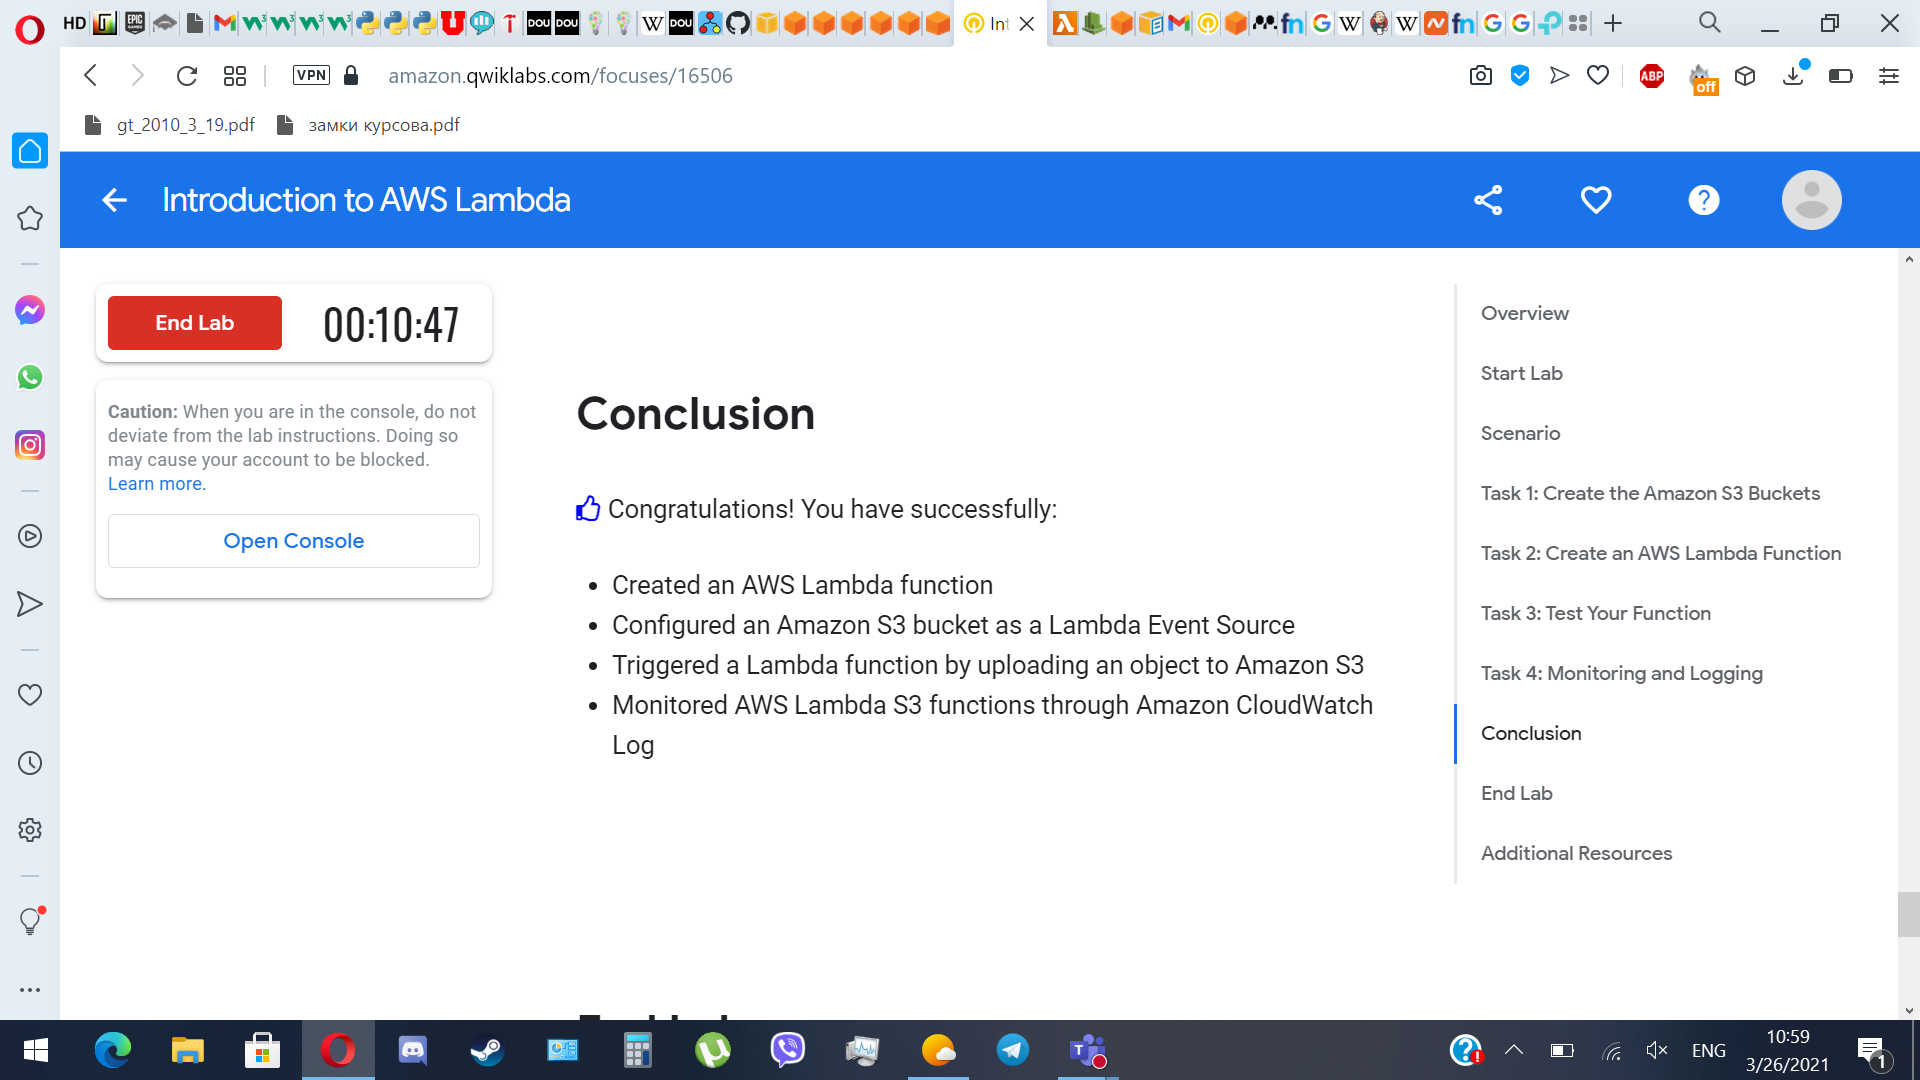 HD
VPN
amazon.qwiklabs.com/focuses/16506
ABP
off
gt_2010_3_19.pdf
замки курсова.pdf
Introduction to AWS Lambda
End Lab
00:10:47
Caution: When you are in the console, do not
deviate from the lab instructions. Doing so
may cause your account to be blocked.
Learn more.
Open Console
Conclusion
Congratulations! You have successfully:
Created an AWS Lambda function
Configured an Amazon S3 bucket as a Lambda Event Source
Triggered a Lambda function by uploading an object to Amazon S3
Monitored AWS Lambda S3 functions through Amazon CloudWatch
Log
Overview
Start Lab
Scenario
Task 1: Create the Amazon S3 Buckets
Task 2: Create an AWS Lambda Function
Task 3: Test Your Function
Task 4: Monitoring and Logging
Conclusion
End Lab
Additional Resources
ENG
10:59
3/26/2021
1